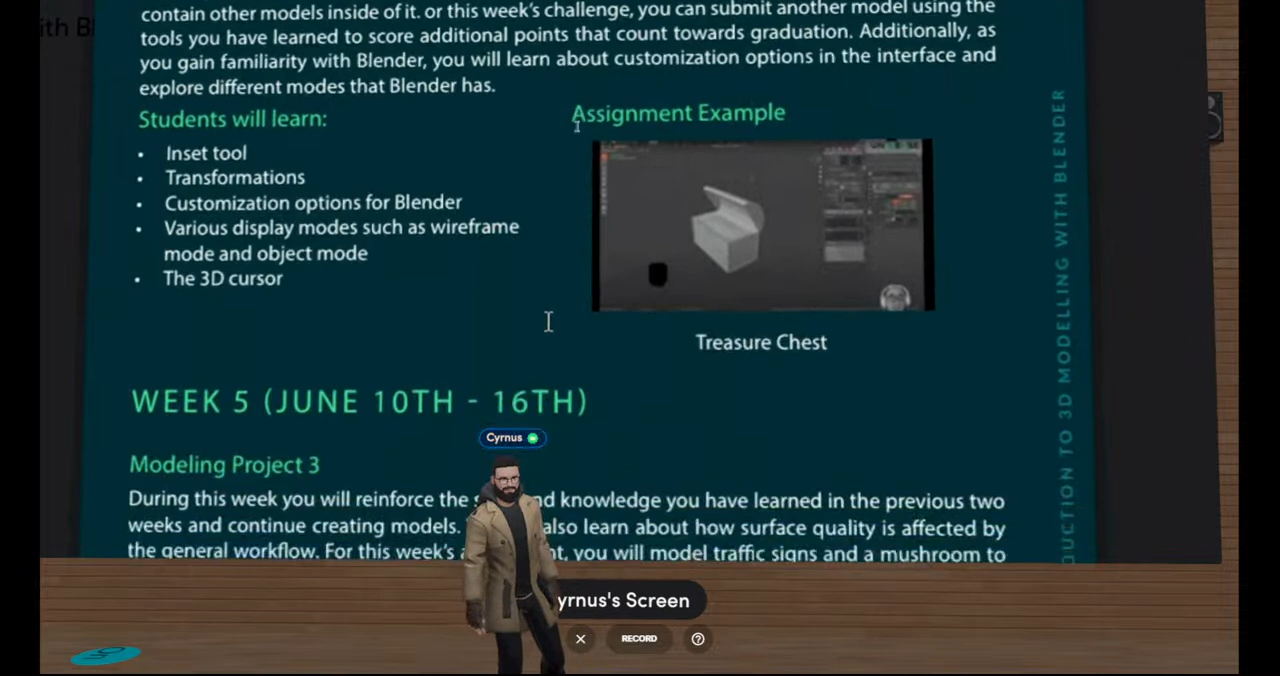 contain other models inside of it. or this week's challenge, you can submit another model using the
tools you have learned to score additional points that count towards graduation. Additionally, as
you gain familiarity with Blender, you will learn about customization options in the interface and
explore different modes that Blender has.
Students will learn:
• Inset tool
• Transformations
• Customization options for Blender
• Various display modes such as wireframe
mode and object mode
• The 3D cursor
Assignment Example
Treasure Chest
WEEK 5 (JUNE 10TH - 16TH)
Cyrnus
Modeling Project 3
During this week you will reinforce the nd knowledge you have learned in the previous two
weeks and continue creating models. also learn about how surface quality is affected by
the general workflow. For this week's nt, you will model traffic signs and a mushroom to
yrnus's Screen
RECORD
DUCTION TO 3D MODELLING WITH BLENDER